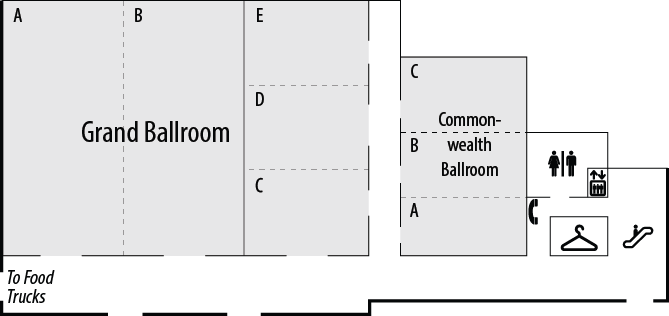 A
B
E
D
C
Grand Ballroom
C
B
A
Common-
wealth
Ballroom
To Food
Trucks